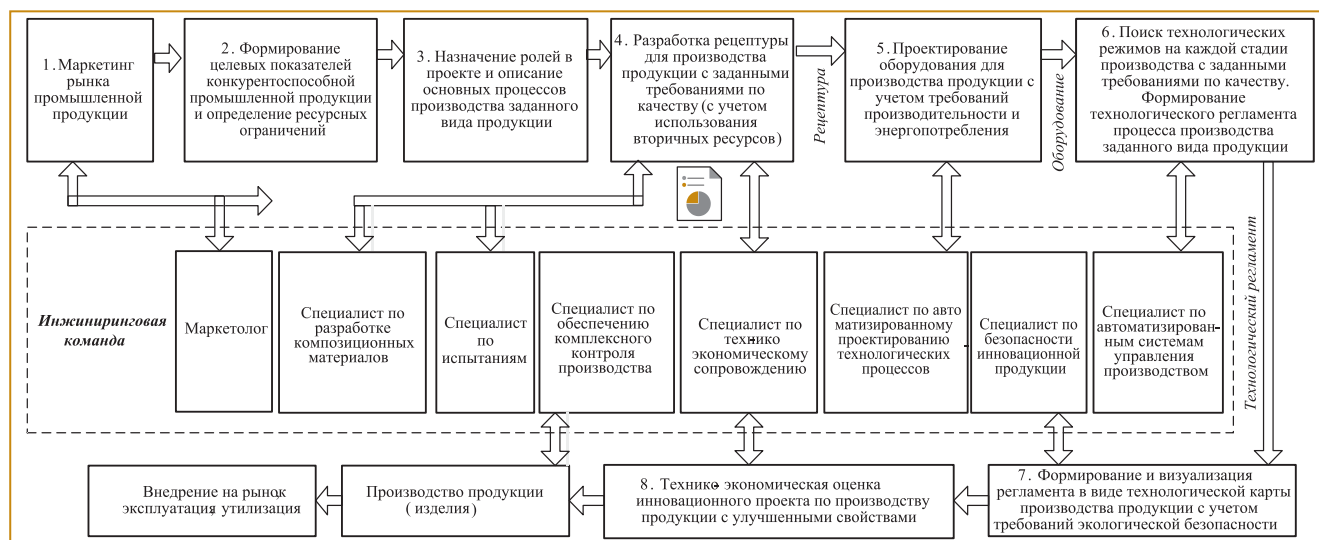 1. Маркетинг
рынка
промышленной
продукции
2. Формирование
целевых показателей
конкурентоспособной
промышленной продукции
и определение ресурсных
ограничений
3. Назначение ролей в
проекте и описание
основных процессов
производства заданного
вида продукции
4. Разработка рецептуры
для производства
продукции с заданными
требованиями по
качеству (с учетом
использования
вторичных ресурсов)
Рецептура
5. Проектирование
оборудования для
производства продукции с
учетом требований
производительности и
энергопотребления
Оборудование
6. Поиск технологических
режимов на каждой стадии
производства с заданными
требованиями по качеству.
Формирование
технологического регламента
процесса производства
заданного вида продукции
Технологический регламент
Инжиниринговая
команда
Маркетолог
Специалист по
разработке
композиционных
материалов
Специалист
по
испытаниям
Специалист по
обеспечению
комплексного
контроля
производства
Специалист по
технико
экономическому
сопровождению
Специалист по авто
матизированному
проектированию
технологических
процессов
Специалист по
безопасности
инновационной
продукции
Специалист по
автоматизирован-
ным системам
управления
производством
Внедрение на рынок
эксплуатация, утилизация
Производство продукции
(изделия)
8. Технико- экономическая оценка
инновационного проекта по производству
продукции с улучшенными свойствами
7. Формирование и визуализация
регламента в виде технологической карты
производства продукции с учетом
требований экологической безопасности